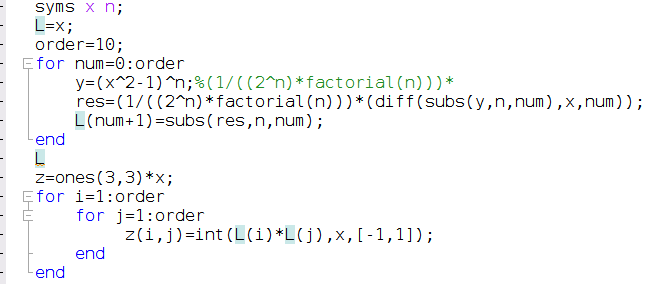 syms x n;
L=x;
order=10;
for num=0:order
y=(x^2-1)^n;%(1/((2^n)*factorial(n)))*
res=(1/((2^n)*factorial(n)))*(diff(subs(y,n,num),x,num));
L(num+1)=subs(res,n,num);
end
L
z=ones(3,3)*x;
for i=1:order
for j=1:order
z(i,j)=int(L(i)*L(j),x,[-1,1]);
end
end